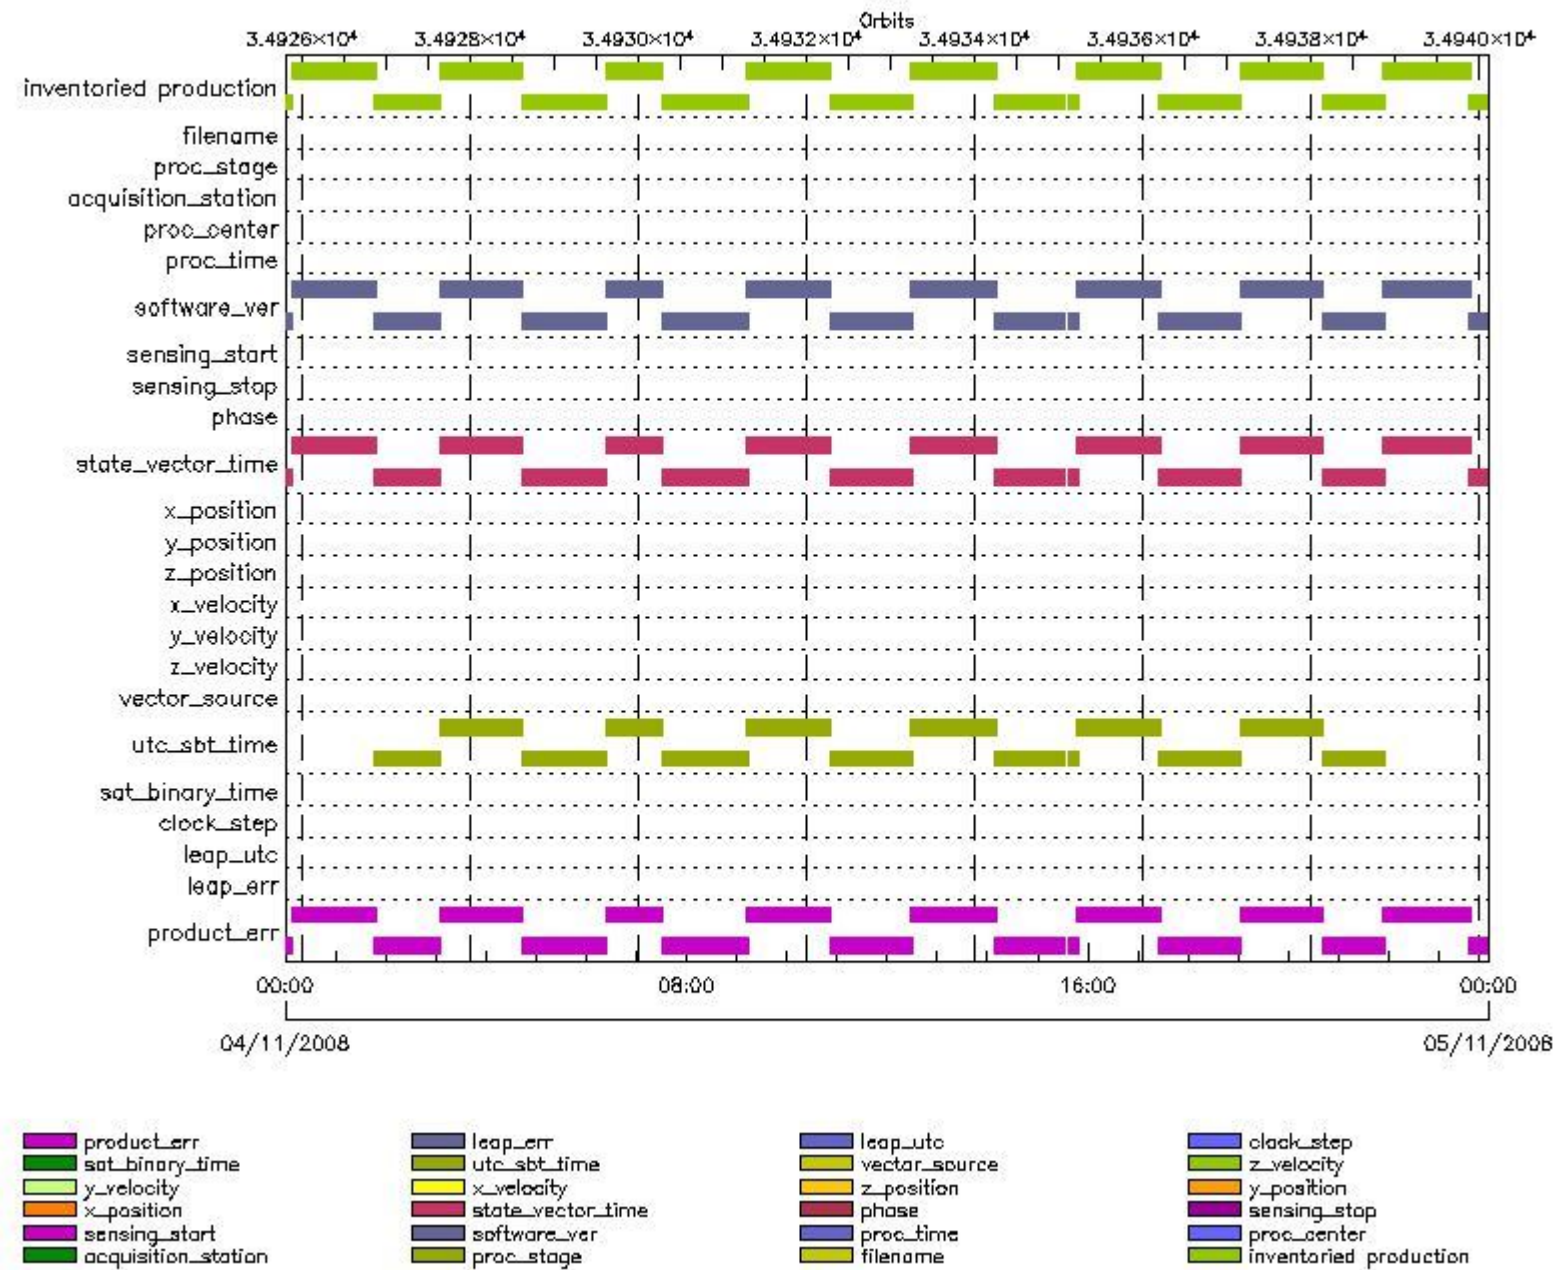 Orbits
3.4926×10⁴ 3.4928×10⁴ 3.4930×10⁴ 3.4932×10⁴ 3.4934×10⁴ 3.4936×10⁴ 3.4938×10⁴ 3.4940×10⁴
inventoried production
filename
proc_stage
acquisition_station
proc_center
proc_time
software_ver
sensing_start
sensing_stop
phase
state_vector_time
x_position
y_position
z_position
x_velocity
y_velocity
z_velocity
vector_source
utc_sbt_time
sat_binary_time
clock_step
leap_utc
leap_err
product_err
00:00 08:00 16:00 00:00
04/11/2008 05/11/2008
product_err leap_err leap_utc clock_step
sat_binary_time utc_sbt_time vector_source z_velocity
y_velocity x_velocity z_position y_position
x_position state_vector_time phase sensing_stop
sensing_start software_ver proc_time proc_center
acquisition_station proc_stage filename inventoried production